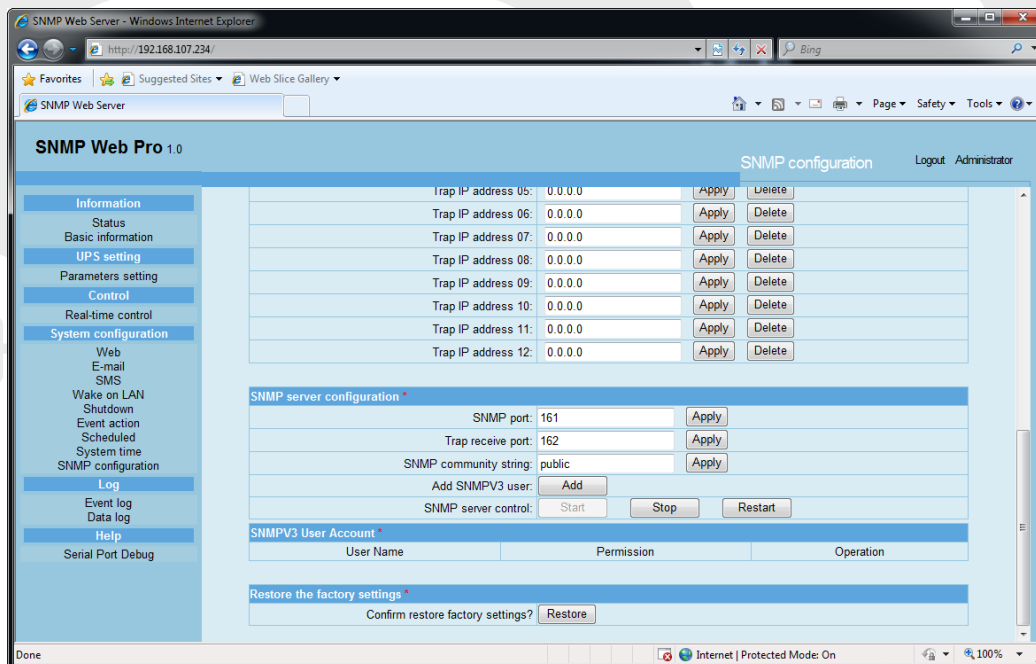 SNMP Web Server - Windows Internet Explorer
http://192.168.107.234/
Bing
Favorites
Suggested Sites
Web Slice Gallery
SNMP Web Server
Page
Safety
Tools
SNMP Web Pro 1.0
SNMP configuration
Logout Administrator
Information
Status
Basic information
UPS setting
Parameters setting
Control
Real-time control
System configuration
Web
E-mail
SMS
Wake on LAN
Shutdown
Event action
Scheduled
System time
SNMP configuration
Log
Event log
Data log
Help
Serial Port Debug
Trap IP address 05: 0.0.0.0 Apply Delete
Trap IP address 06: 0.0.0.0 Apply Delete
Trap IP address 07: 0.0.0.0 Apply Delete
Trap IP address 08: 0.0.0.0 Apply Delete
Trap IP address 09: 0.0.0.0 Apply Delete
Trap IP address 10: 0.0.0.0 Apply Delete
Trap IP address 11: 0.0.0.0 Apply Delete
Trap IP address 12: 0.0.0.0 Apply Delete
SNMP server configuration *
SNMP port: 161 Apply
Trap receive port: 162 Apply
SNMP community string: public Apply
Add SNMPV3 user: Add
SNMP server control: Start Stop Restart
SNMPV3 User Account *
User Name Permission Operation
Restore the factory settings *
Confirm restore factory settings? Restore
Done
Internet | Protected Mode: On
100%